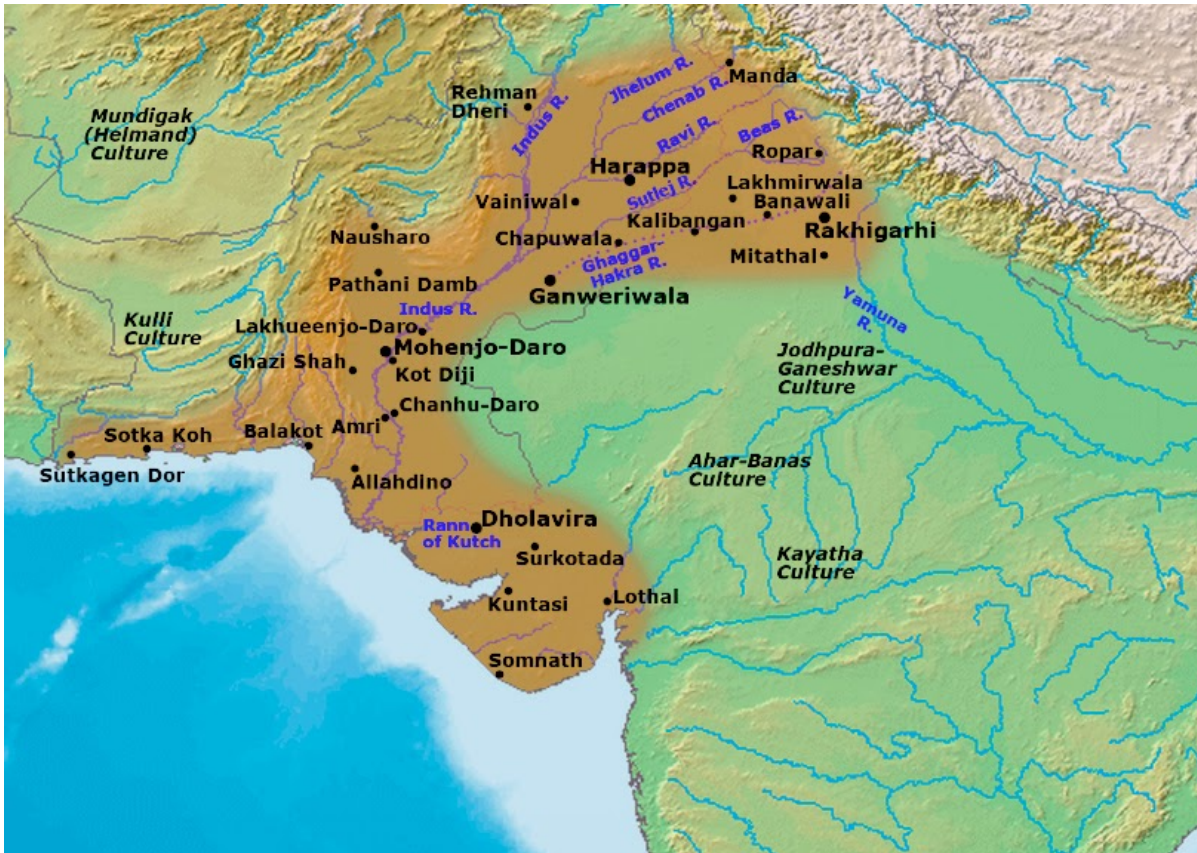 Manda
Jhelum R.
Chenab R.
Rehman
Dheri
Indus R.
Mundigak
(Helmand)
Culture
Ravi R.
Beas R.
Ropar
Harappa
Sutlej R.
Lakhmirwala
Banawali
Vainiwal
Kalibangan
Rakhigarhi
Nausharo
Chapuwala
Ghaggar-
Hakra R.
Mitathal
Pathani Damb
Ganweriwala
Indus R.
Yamuna
R.
Kulli
Culture
Lakhueenjo-Daro
Mohenjo-Daro
Ghazi Shah
Kot Diji
Jodhpura-
Ganeshwar
Culture
Chanhu-Daro
Amri
Balakot
Sotka Koh
Sutkagen Dor
Allahdino
Ahar-Banas
Culture
Rann
of Kutch
Dholavira
Surkotada
Kayatha
Culture
Kuntasi
Lothal
Somnath